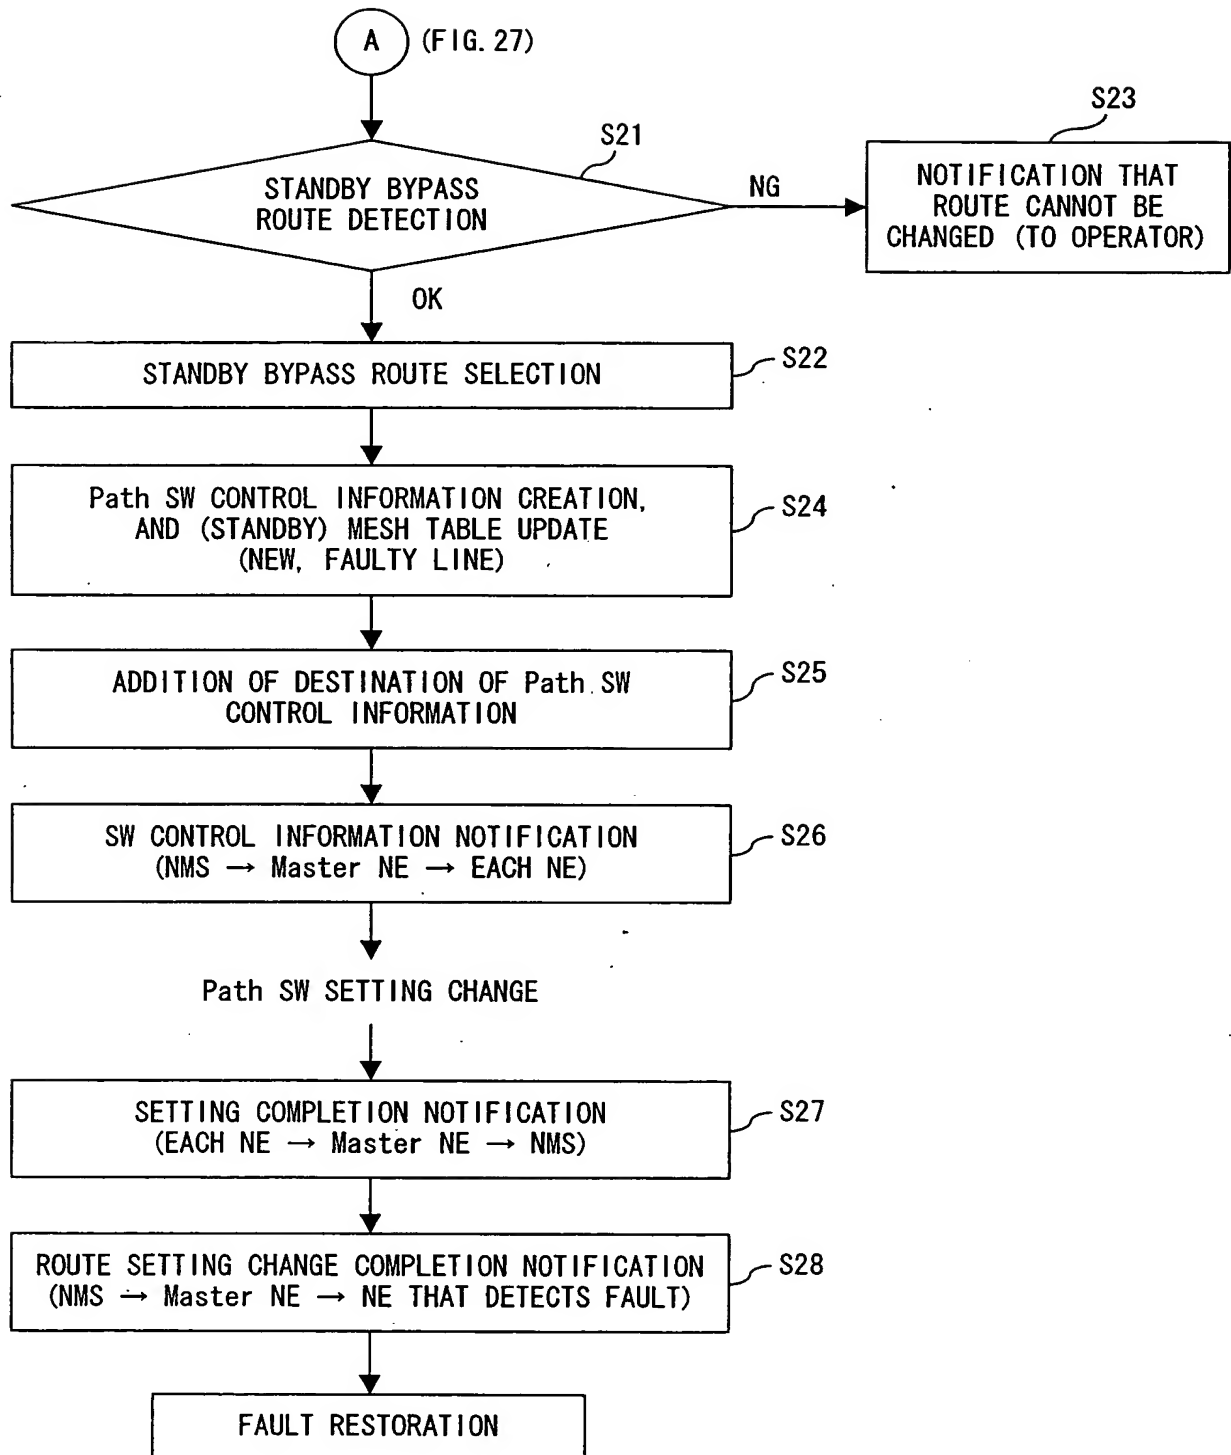 A (FIG. 27)
S21
S23
STANDBY BYPASS
ROUTE DETECTION
NG
NOTIFICATION THAT
ROUTE CANNOT BE
CHANGED (TO OPERATOR)
OK
STANDBY BYPASS ROUTE SELECTION
S22
Path SW CONTROL INFORMATION CREATION,
AND (STANDBY) MESH TABLE UPDATE
(NEW, FAULTY LINE)
S24
ADDITION OF DESTINATION OF Path SW
CONTROL INFORMATION
S25
SW CONTROL INFORMATION NOTIFICATION
(NMS → Master NE → EACH NE)
S26
Path SW SETTING CHANGE
SETTING COMPLETION NOTIFICATION
(EACH NE → Master NE → NMS)
S27
ROUTE SETTING CHANGE COMPLETION NOTIFICATION
(NMS → Master NE → NE THAT DETECTS FAULT)
S28
FAULT RESTORATION